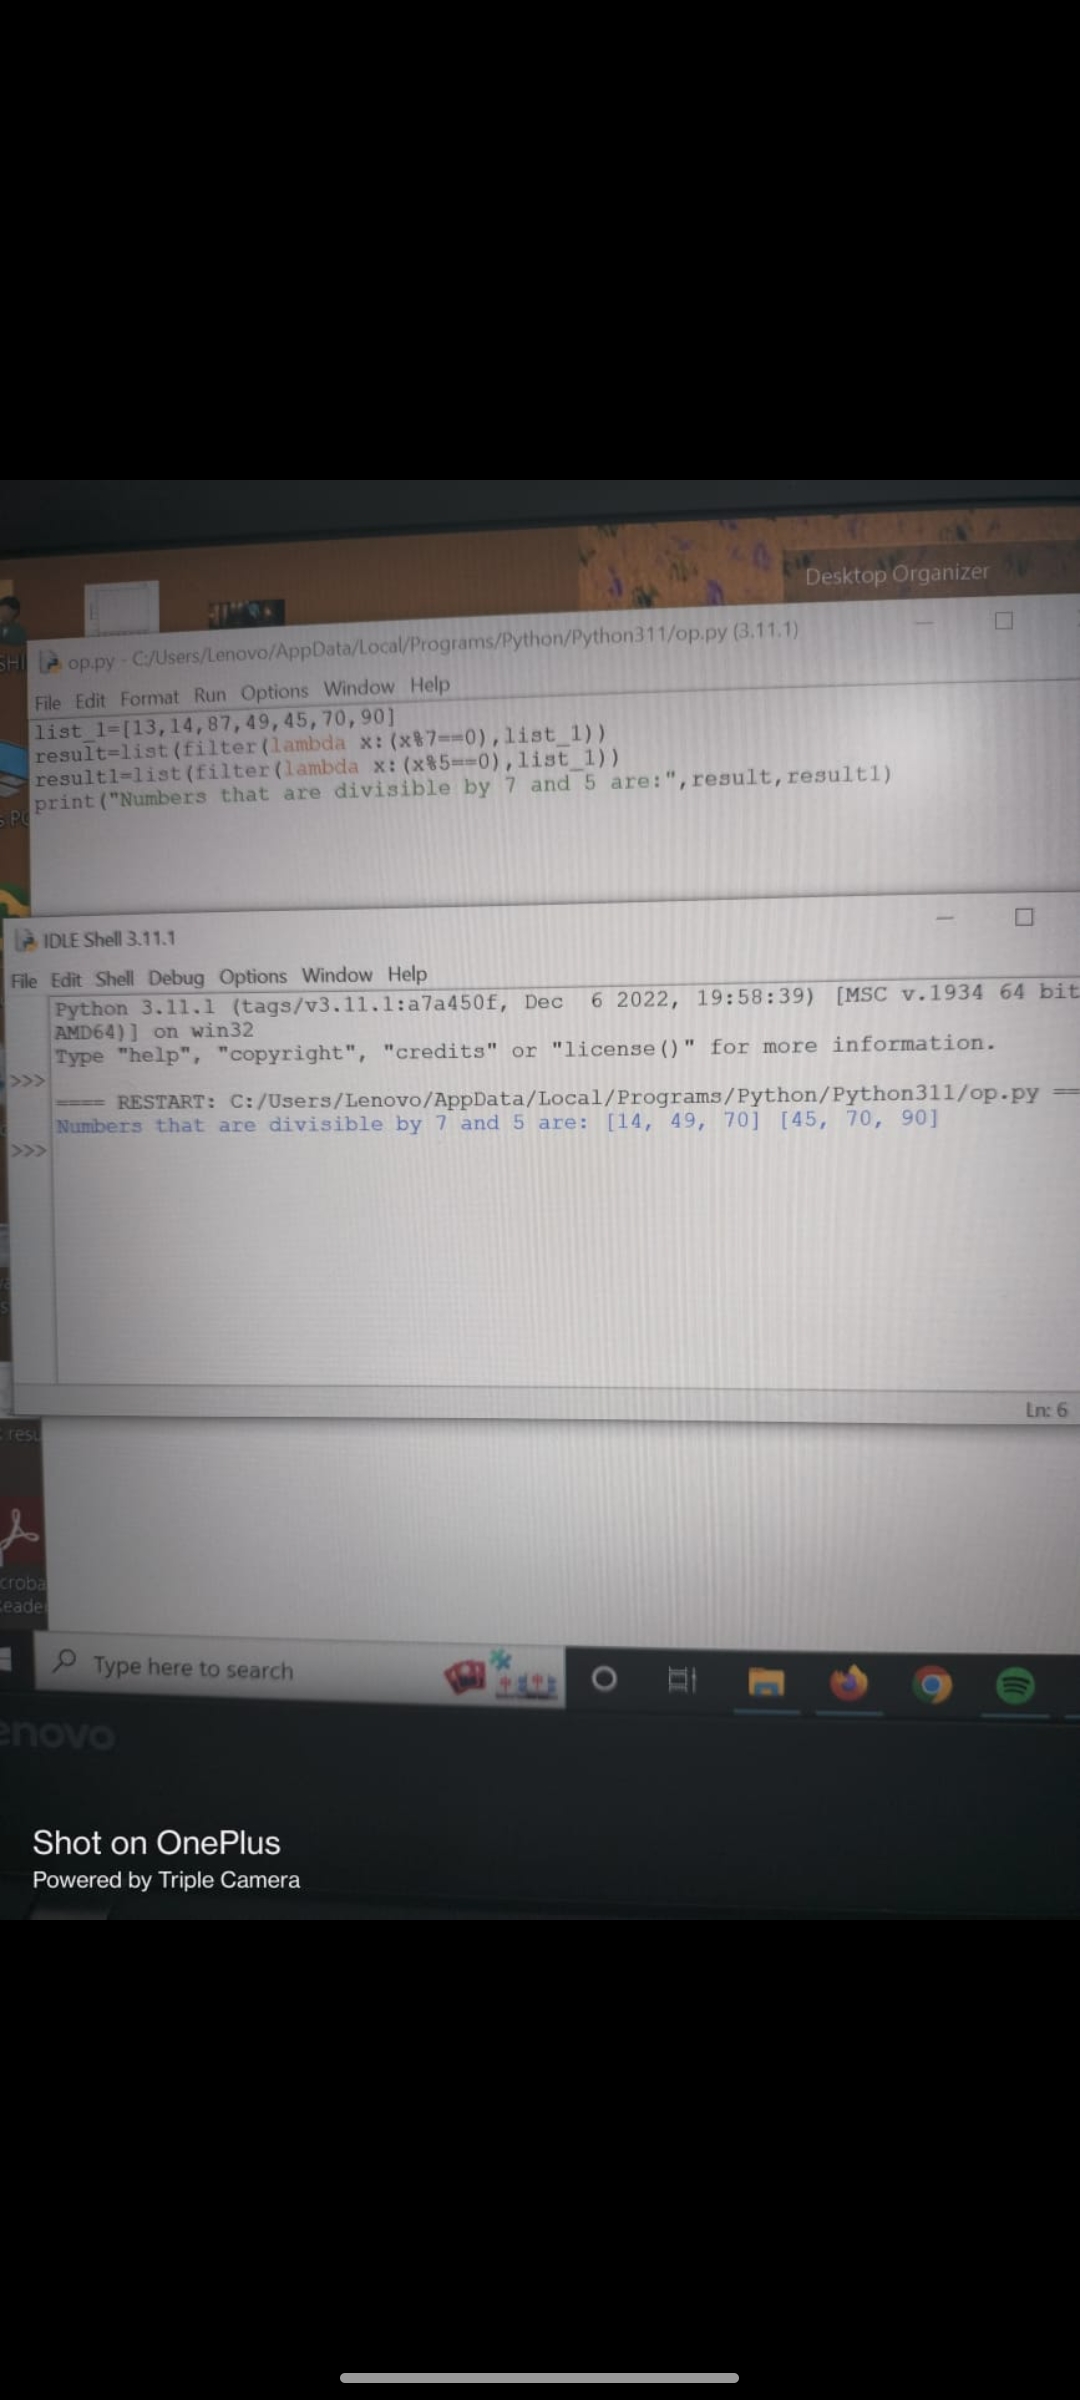 Desktop Organizer
op.py - C:/Users/Lenovo/AppData/Local/Programs/Python/Python311/op.py (3.11.1)
File Edit Format Run Options Window Help
list_1=[13,14,87,49,45,70,90]
result=list(filter(lambda x:(x%7==0),list_1))
result1=list(filter(lambda x:(x%5==0),list_1))
print("Numbers that are divisible by 7 and 5 are:",result,result1)
IDLE Shell 3.11.1
File Edit Shell Debug Options Window Help
Python 3.11.1 (tags/v3.11.1:a7a450f, Dec  6 2022, 19:58:39) [MSC v.1934 64 bit
AMD64)] on win32
Type "help", "copyright", "credits" or "license()" for more information.
>>>
==== RESTART: C:/Users/Lenovo/AppData/Local/Programs/Python/Python311/op.py ==
Numbers that are divisible by 7 and 5 are: [14, 49, 70] [45, 70, 90]
>>>
Ln: 6
croba
eade
Type here to search
enovo
Shot on OnePlus
Powered by Triple Camera